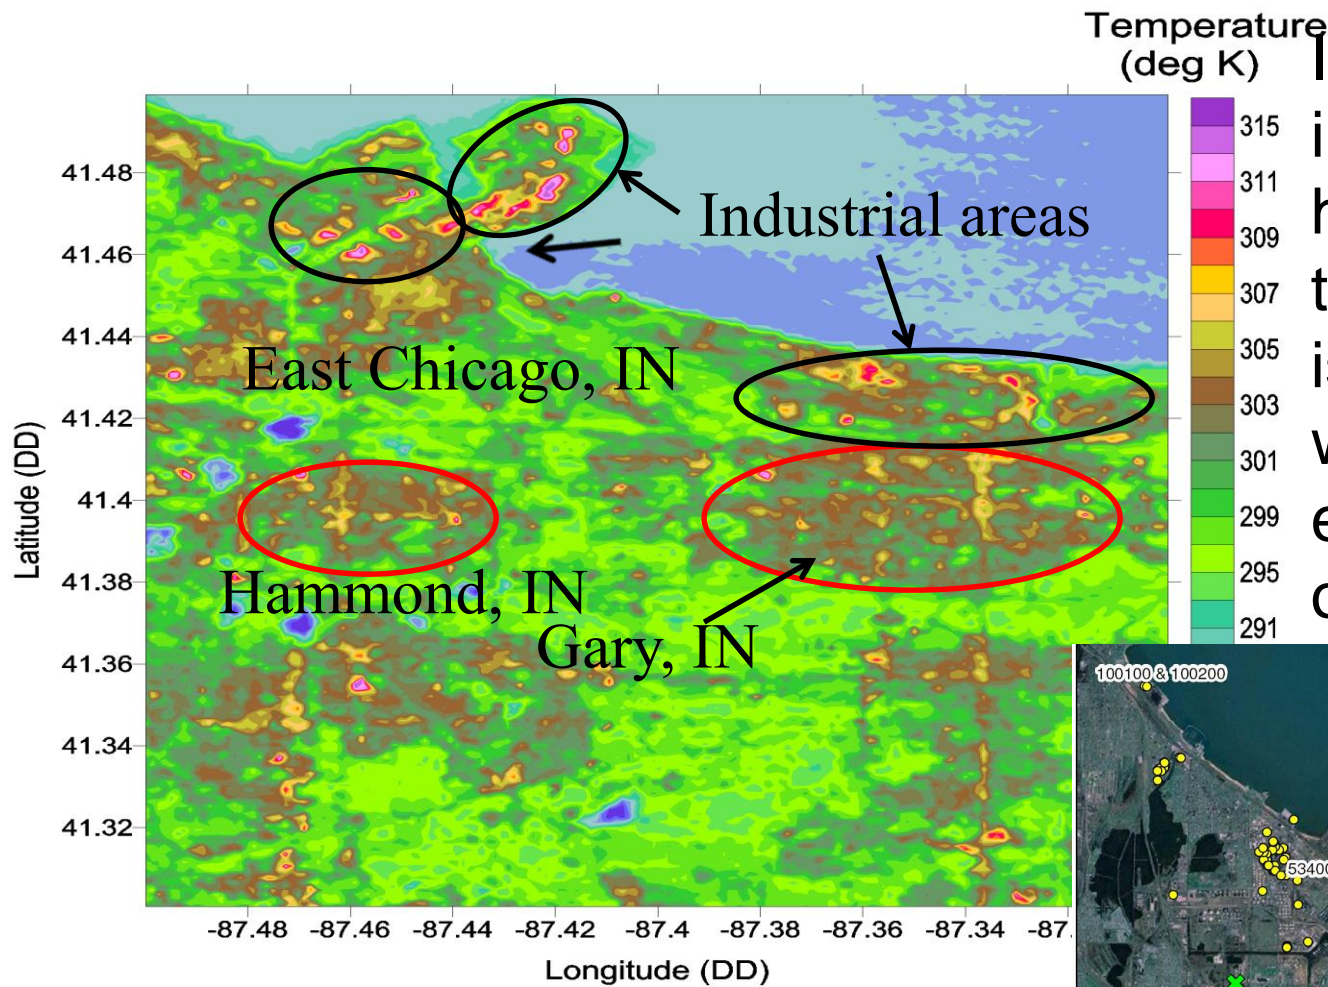 Temperature
(deg K)
315
311
309
307
305
303
301
299
295
291
41.48
41.46
41.44
41.42
41.4
41.38
41.36
41.34
41.32
Latitude (DD)
Industrial areas
East Chicago, IN
Hammond, IN
Gary, IN
-87.48 -87.46 -87.44 -87.42 -87.4 -87.38 -87.36 -87.34
Longitude (DD)
100100 & 100200